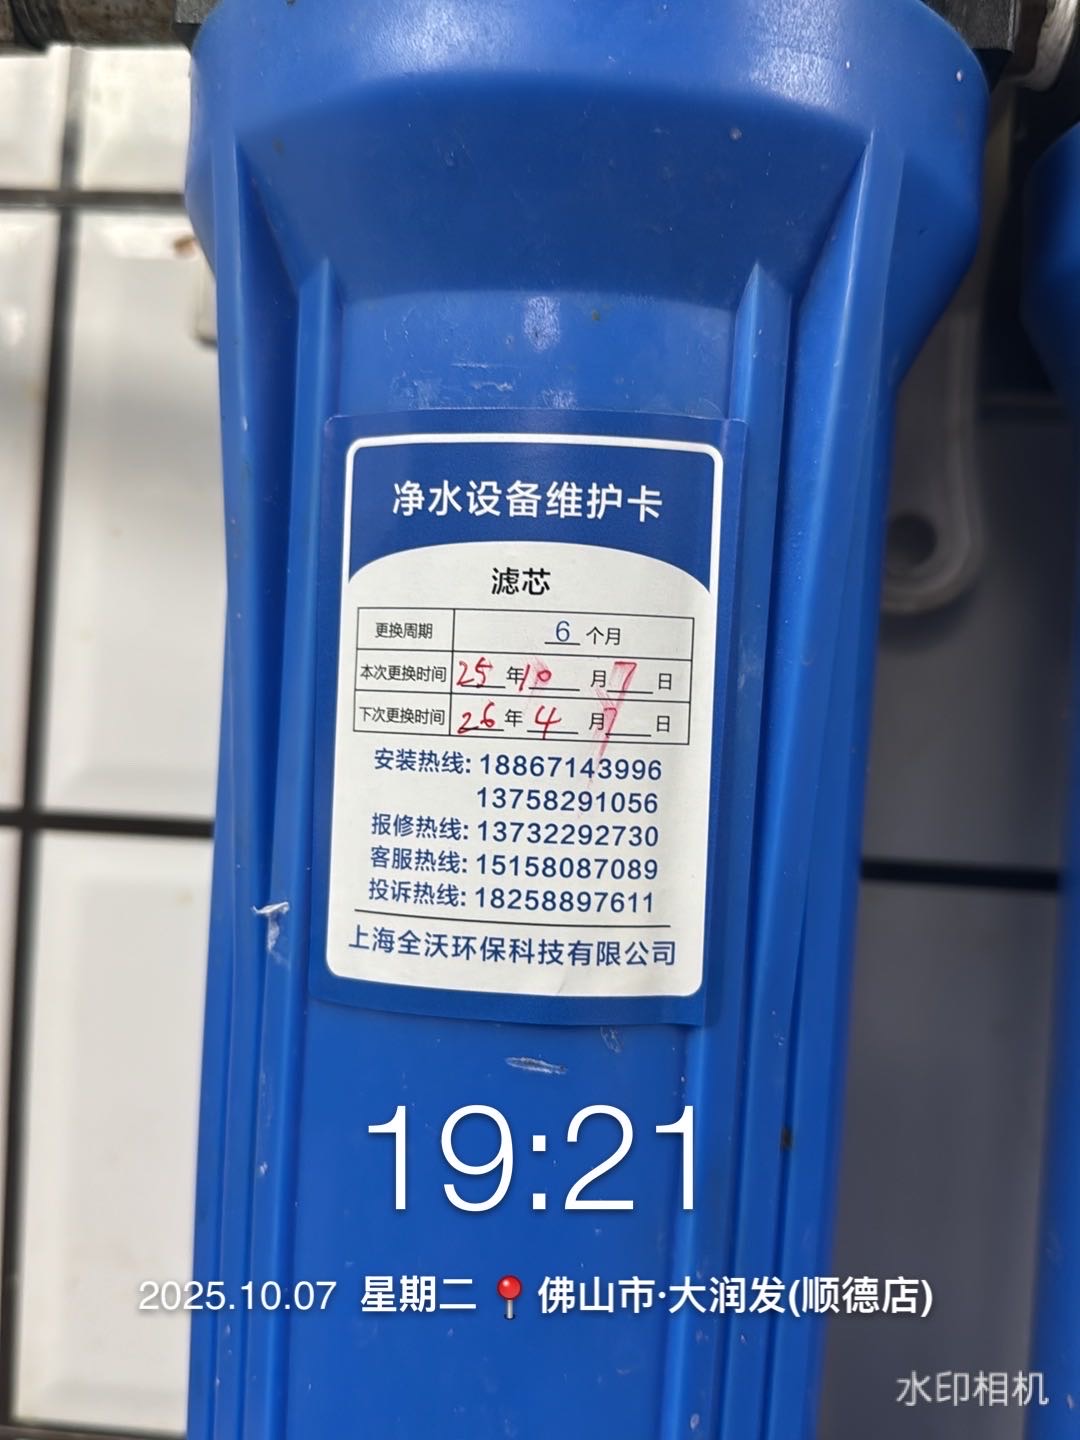 净水设备维护卡
滤芯
更换周期 6 个月
本次更换时间 25 年 10 月 7 日
下次更换时间 26 年 4 月 7 日
安装热线: 18867143996
13758291056
报修热线: 13732292730
客服热线: 15158087089
投诉热线: 18258897611
上海全沃环保科技有限公司
19:21
2025.10.07 星期二 📍佛山市·大润发(顺德店)
水印相机